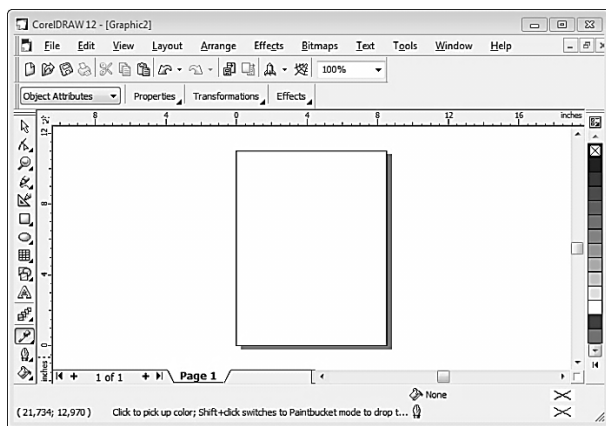 CorelDRAW 12 - [Graphic2]
File Edit View Layout Arrange Effects Bitmaps Text Tools Window Help
100%
Object Attributes Properties Transformations Effects
8 4 0 4 8 12 16 inches
12
8
4
0
inches
1 of 1 Page 1
None
( 21,734; 12,970 ) Click to pick up color; Shift+click switches to Paintbucket mode to drop t...